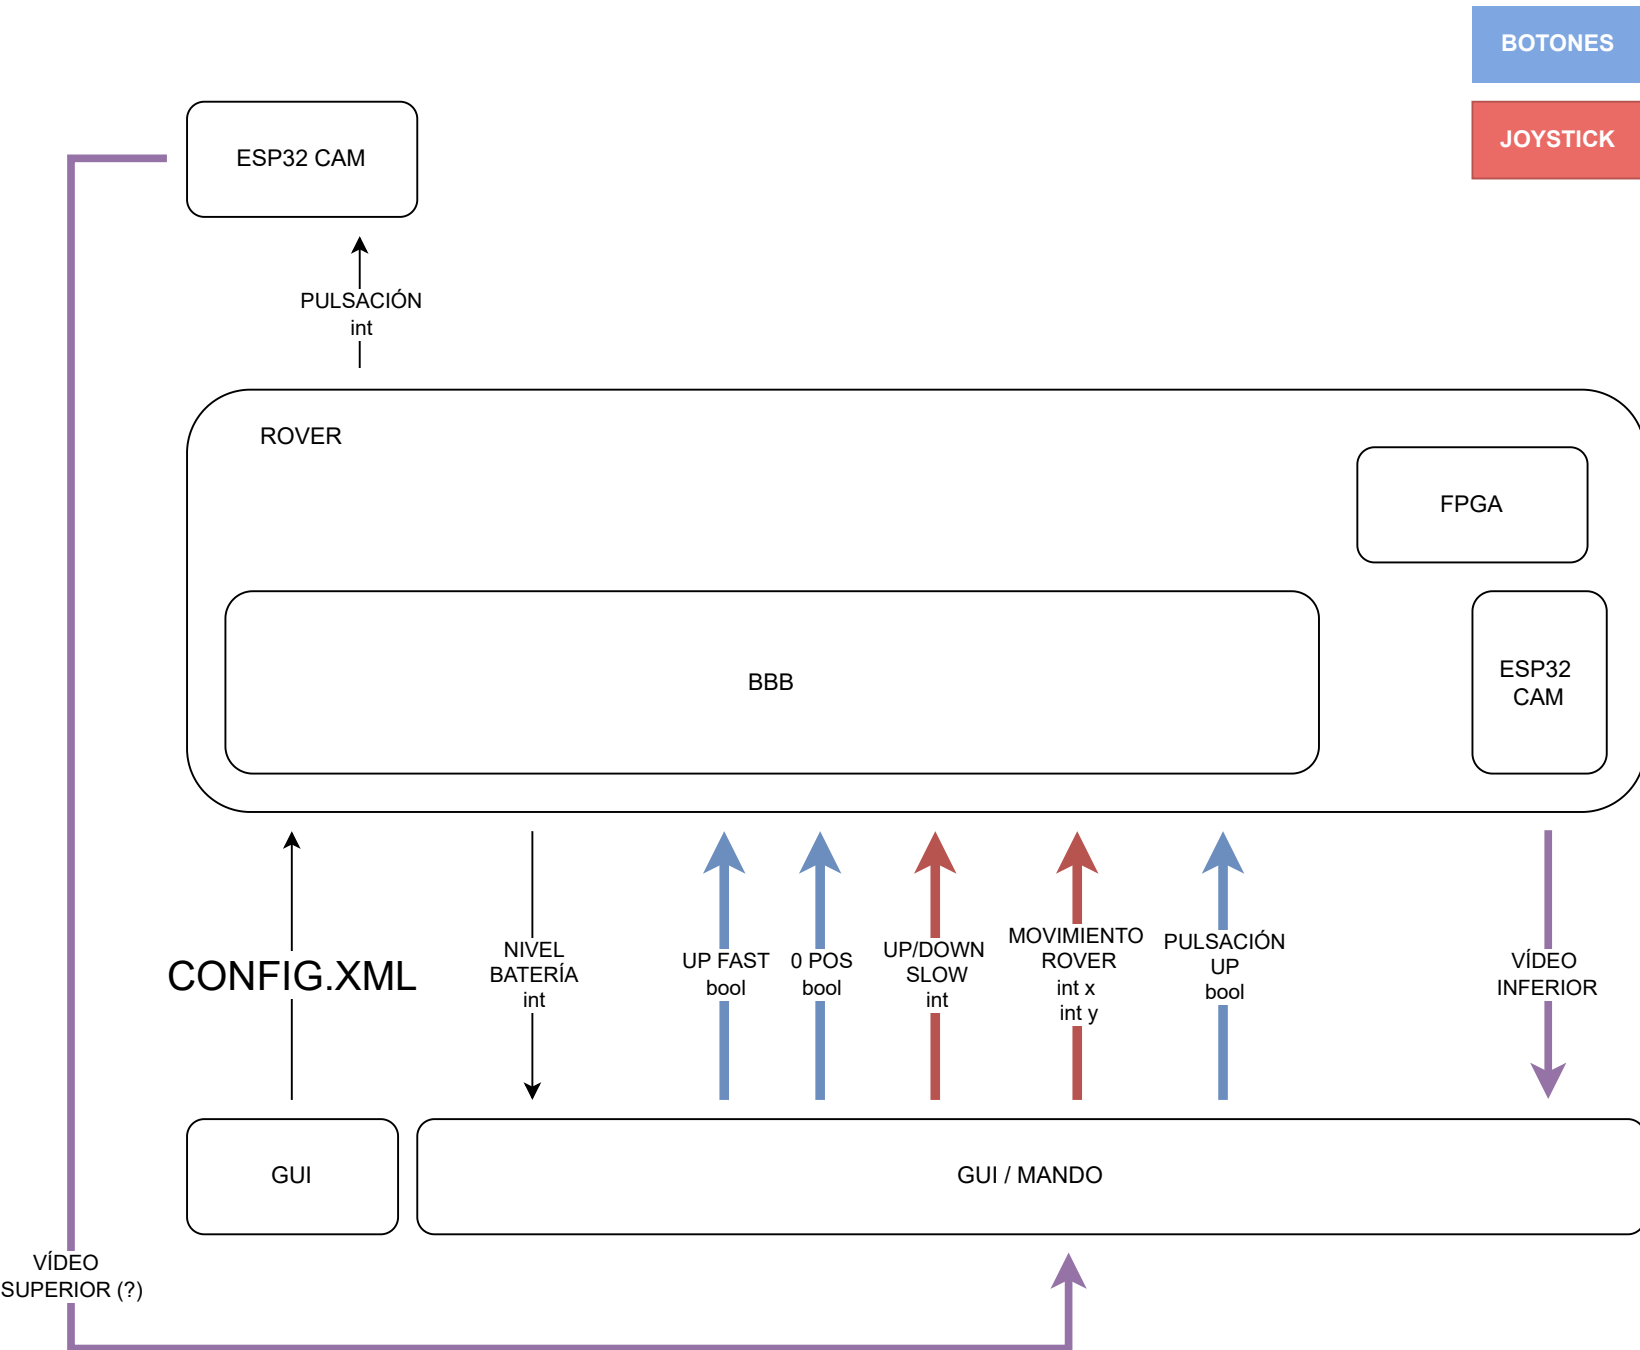 BOTONES
JOYSTICK
ESP32 CAM
PULSACIÓN
int
ROVER
FPGA
BBB
ESP32
CAM
CONFIG.XML
NIVEL
BATERÍA
int
UP FAST
bool
0 POS
bool
UP/DOWN
SLOW
int
MOVIMIENTO
ROVER
int x
int y
PULSACIÓN
UP
bool
VÍDEO
INFERIOR
GUI
GUI / MANDO
VÍDEO
SUPERIOR (?)